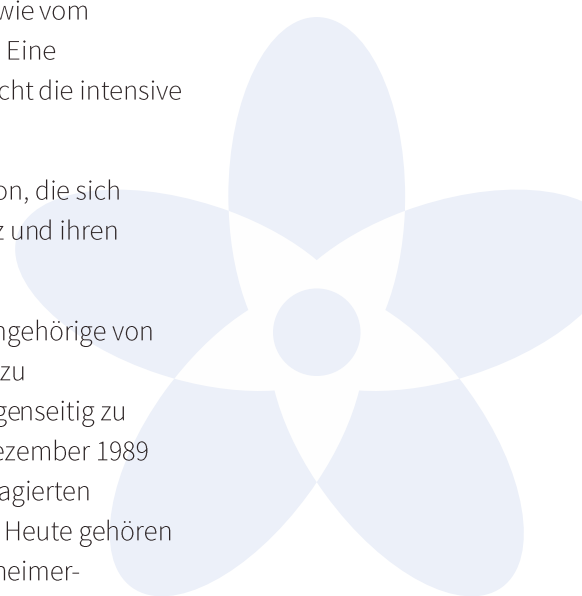 wie vom
Eine
cht die intensive
on, die sich
z und ihren
ngehörige von
zu
genseitig zu
ezember 1989
agierten
Heute gehören
heimer-